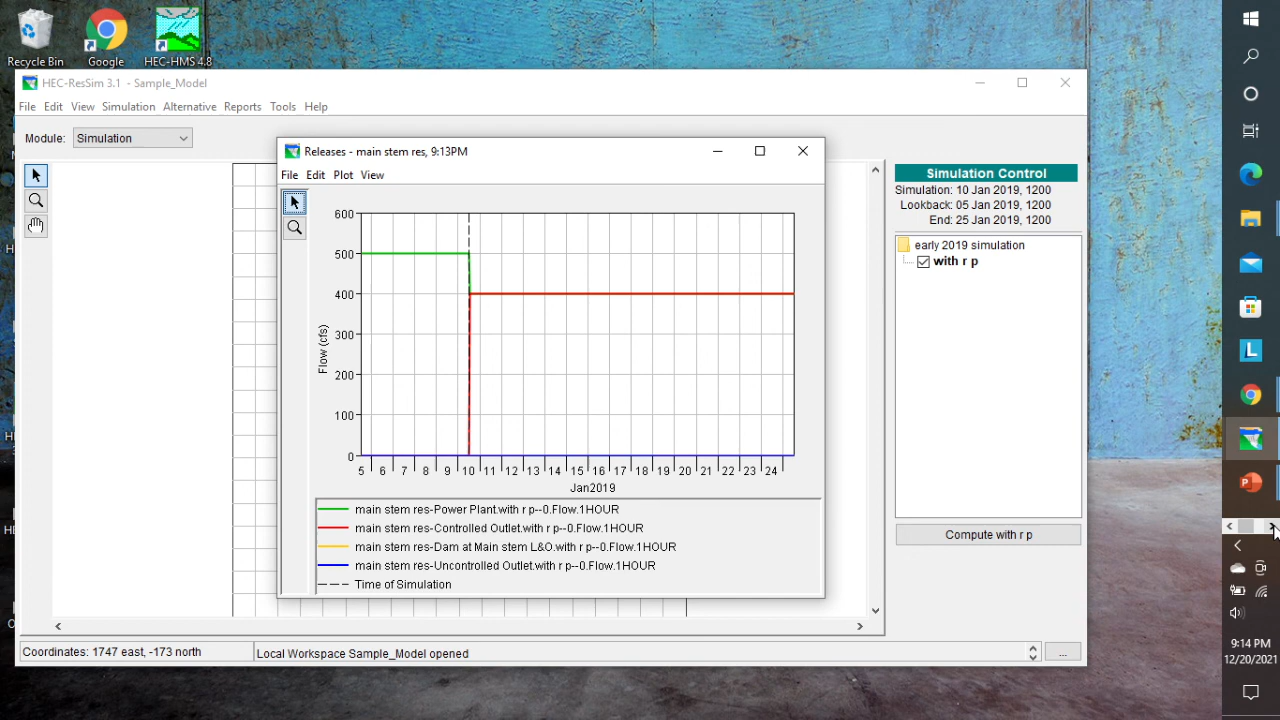 Recycle Bin
Google
HEC-HMS 4.8
HEC-ResSim 3.1 - Sample_Model
File Edit View Simulation Alternative Reports Tools Help
Module: Simulation
Releases - main stem res, 9:13PM
File Edit Plot View
600
500
400
300
200
100
0
Flow (cfs)
5 6 7 8 9 10 11 12 13 14 15 16 17 18 19 20 21 22 23 24
Jan2019
main stem res-Power Plant.with r p--0.Flow.1HOUR
main stem res-Controlled Outlet.with r p--0.Flow.1HOUR
main stem res-Dam at Main stem L&O.with r p--0.Flow.1HOUR
main stem res-Uncontrolled Outlet.with r p--0.Flow.1HOUR
Time of Simulation
Simulation Control
Simulation: 10 Jan 2019, 1200
Lookback: 05 Jan 2019, 1200
End: 25 Jan 2019, 1200
early 2019 simulation
with r p
Compute with r p
Coordinates: 1747 east, -173 north
Local Workspace Sample_Model opened
...
L
P
9:14 PM
12/20/2021